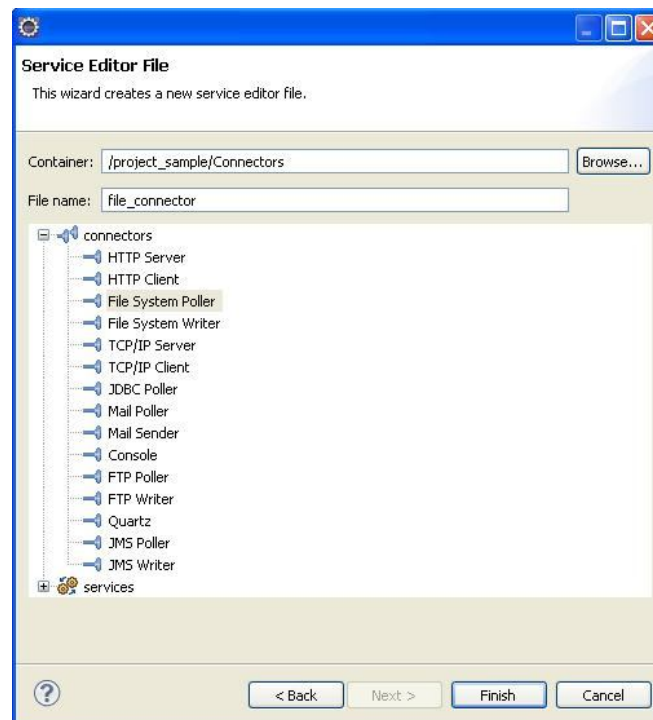 Service Editor File
This wizard creates a new service editor file.
Container: /project_sample/Connectors Browse...
File name: file_connector
connectors
HTTP Server
HTTP Client
File System Poller
File System Writer
TCP/IP Server
TCP/IP Client
JDBC Poller
Mail Poller
Mail Sender
Console
FTP Poller
FTP Writer
Quartz
JMS Poller
JMS Writer
services
? < Back Next > Finish Cancel